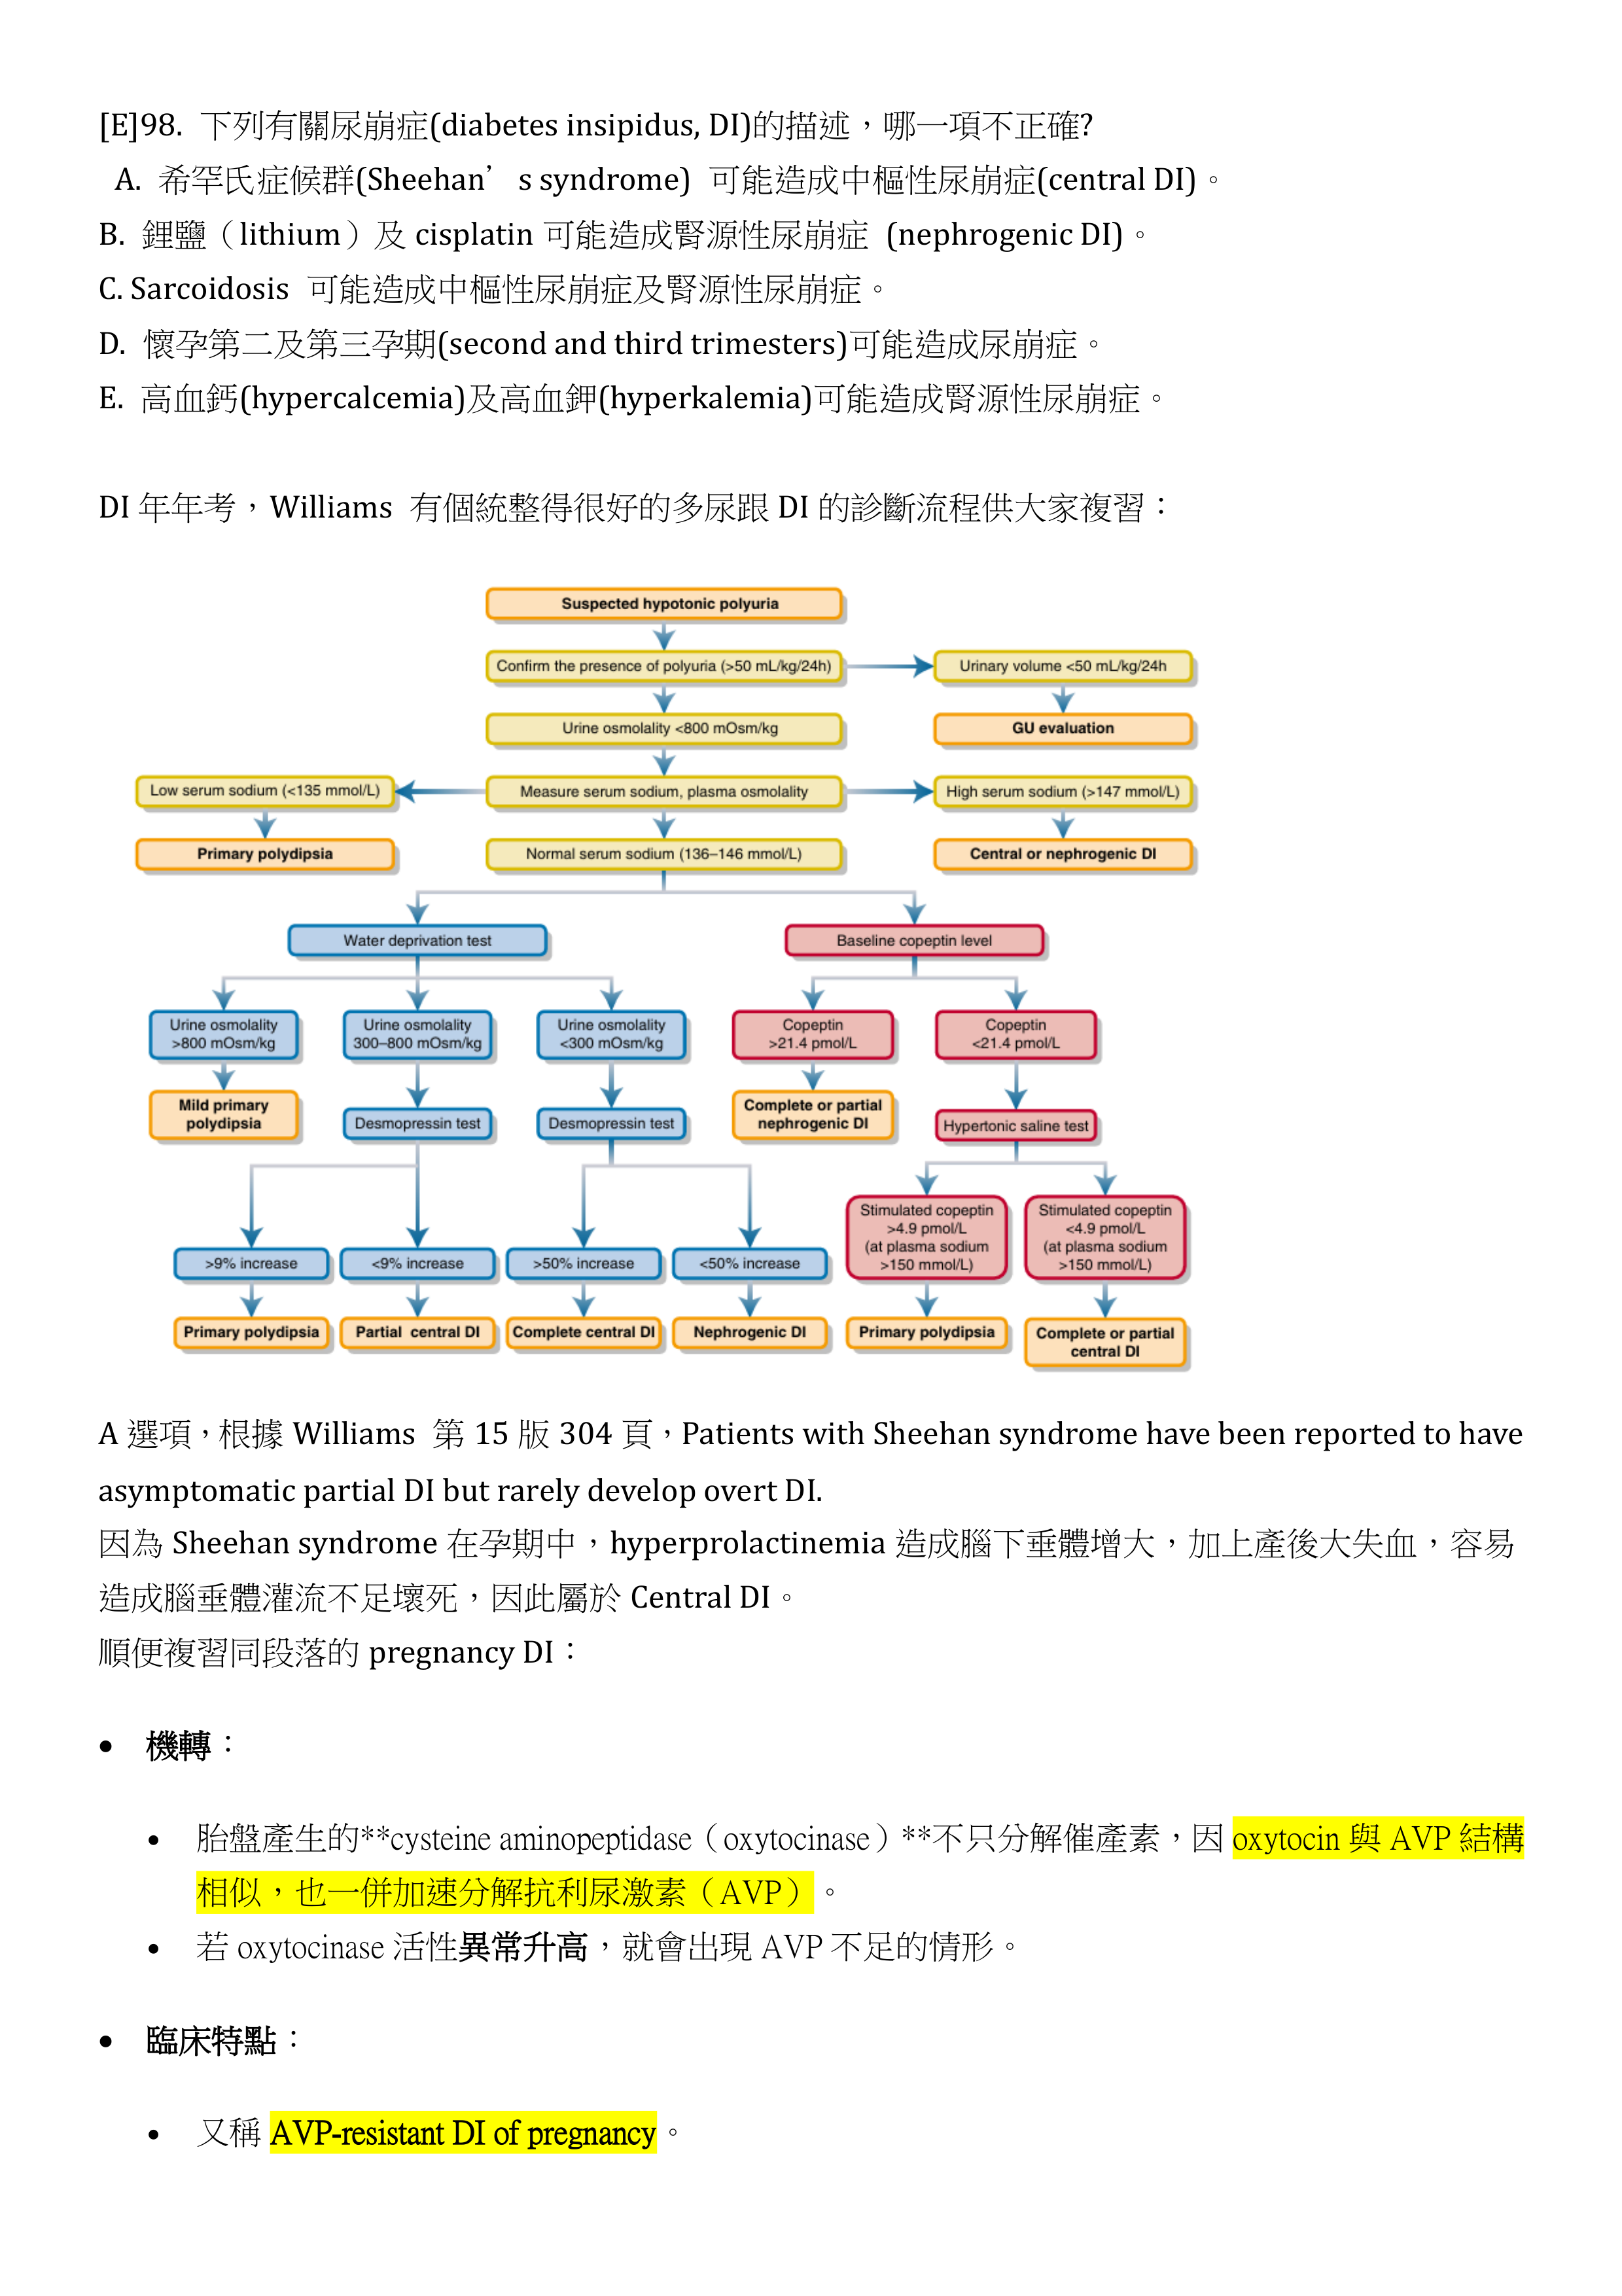 [E]98. 下列有關尿崩症(diabetes insipidus, DI)的描述，哪一項不正確?
A. 希罕氏症候群(Sheehan’s syndrome) 可能造成中樞性尿崩症(central DI)。
B. 鋰鹽（lithium）及 cisplatin 可能造成腎源性尿崩症 (nephrogenic DI)。
C. Sarcoidosis 可能造成中樞性尿崩症及腎源性尿崩症。
D. 懷孕第二及第三孕期(second and third trimesters)可能造成尿崩症。
E. 高血鈣(hypercalcemia)及高血鉀(hyperkalemia)可能造成腎源性尿崩症。
DI 年年考，Williams 有個統整得很好的多尿跟 DI 的診斷流程供大家複習：
Suspected hypotonic polyuria
Confirm the presence of polyuria (>50 mL/kg/24h)
Urinary volume <50 mL/kg/24h
Urine osmolality <800 mOsm/kg
GU evaluation
Low serum sodium (<135 mmol/L)
Measure serum sodium, plasma osmolality
High serum sodium (>147 mmol/L)
Primary polydipsia
Normal serum sodium (136–146 mmol/L)
Central or nephrogenic DI
Water deprivation test
Baseline copeptin level
Urine osmolality
>800 mOsm/kg
Urine osmolality
300–800 mOsm/kg
Urine osmolality
<300 mOsm/kg
Copeptin
>21.4 pmol/L
Copeptin
<21.4 pmol/L
Mild primary
polydipsia
Desmopressin test
Desmopressin test
Complete or partial
nephrogenic DI
Hypertonic saline test
>9% increase
<9% increase
>50% increase
<50% increase
Stimulated copeptin
>4.9 pmol/L
(at plasma sodium
>150 mmol/L)
Stimulated copeptin
<4.9 pmol/L
(at plasma sodium
>150 mmol/L)
Primary polydipsia
Partial central DI
Complete central DI
Nephrogenic DI
Primary polydipsia
Complete or partial
central DI
A 選項，根據 Williams 第 15 版 304 頁，Patients with Sheehan syndrome have been reported to have
asymptomatic partial DI but rarely develop overt DI.
因為 Sheehan syndrome 在孕期中，hyperprolactinemia 造成腦下垂體增大，加上產後大失血，容易
造成腦垂體灌流不足壞死，因此屬於 Central DI。
順便複習同段落的 pregnancy DI：
• 機轉：
• 胎盤產生的**cysteine aminopeptidase（oxytocinase）**不只分解催產素，因 oxytocin 與 AVP 結構
相似，也一併加速分解抗利尿激素（AVP）。
• 若 oxytocinase 活性異常升高，就會出現 AVP 不足的情形。
• 臨床特點：
• 又稱 AVP-resistant DI of pregnancy。